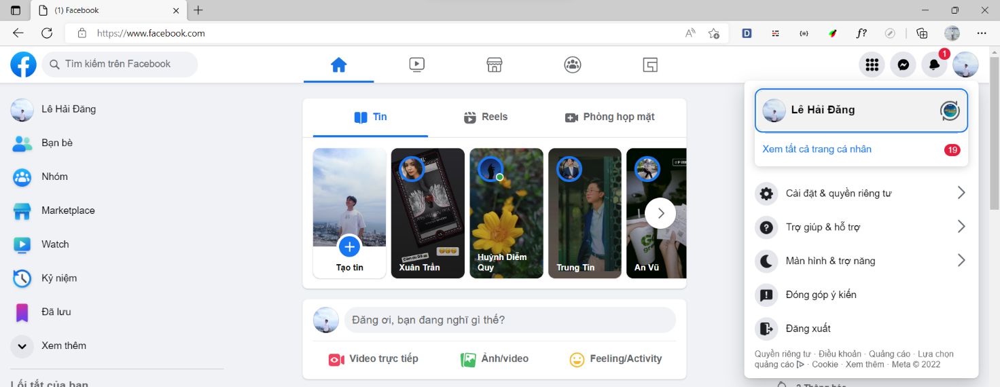 (1) Facebook
https://www.facebook.com
Tìm kiếm trên Facebook
1
Lê Hải Đăng
Bạn bè
Nhóm
Marketplace
Watch
Kỷ niệm
Đã lưu
Xem thêm
Lối tắt của bạn
Tin
Reels
Phòng họp mặt
Tạo tin
Xuân Trần
Huỳnh Diễm
Quy
Trung Tín
An Vũ
Đăng ơi, bạn đang nghĩ gì thế?
Video trực tiếp
Ảnh/video
Feeling/Activity
Lê Hải Đăng
Xem tất cả trang cá nhân
19
Cài đặt & quyền riêng tư
Trợ giúp & hỗ trợ
Màn hình & trợ năng
Đóng góp ý kiến
Đăng xuất
Quyền riêng tư · Điều khoản · Quảng cáo · Lựa chọn
quảng cáo · Cookie · Xem thêm · Meta © 2022